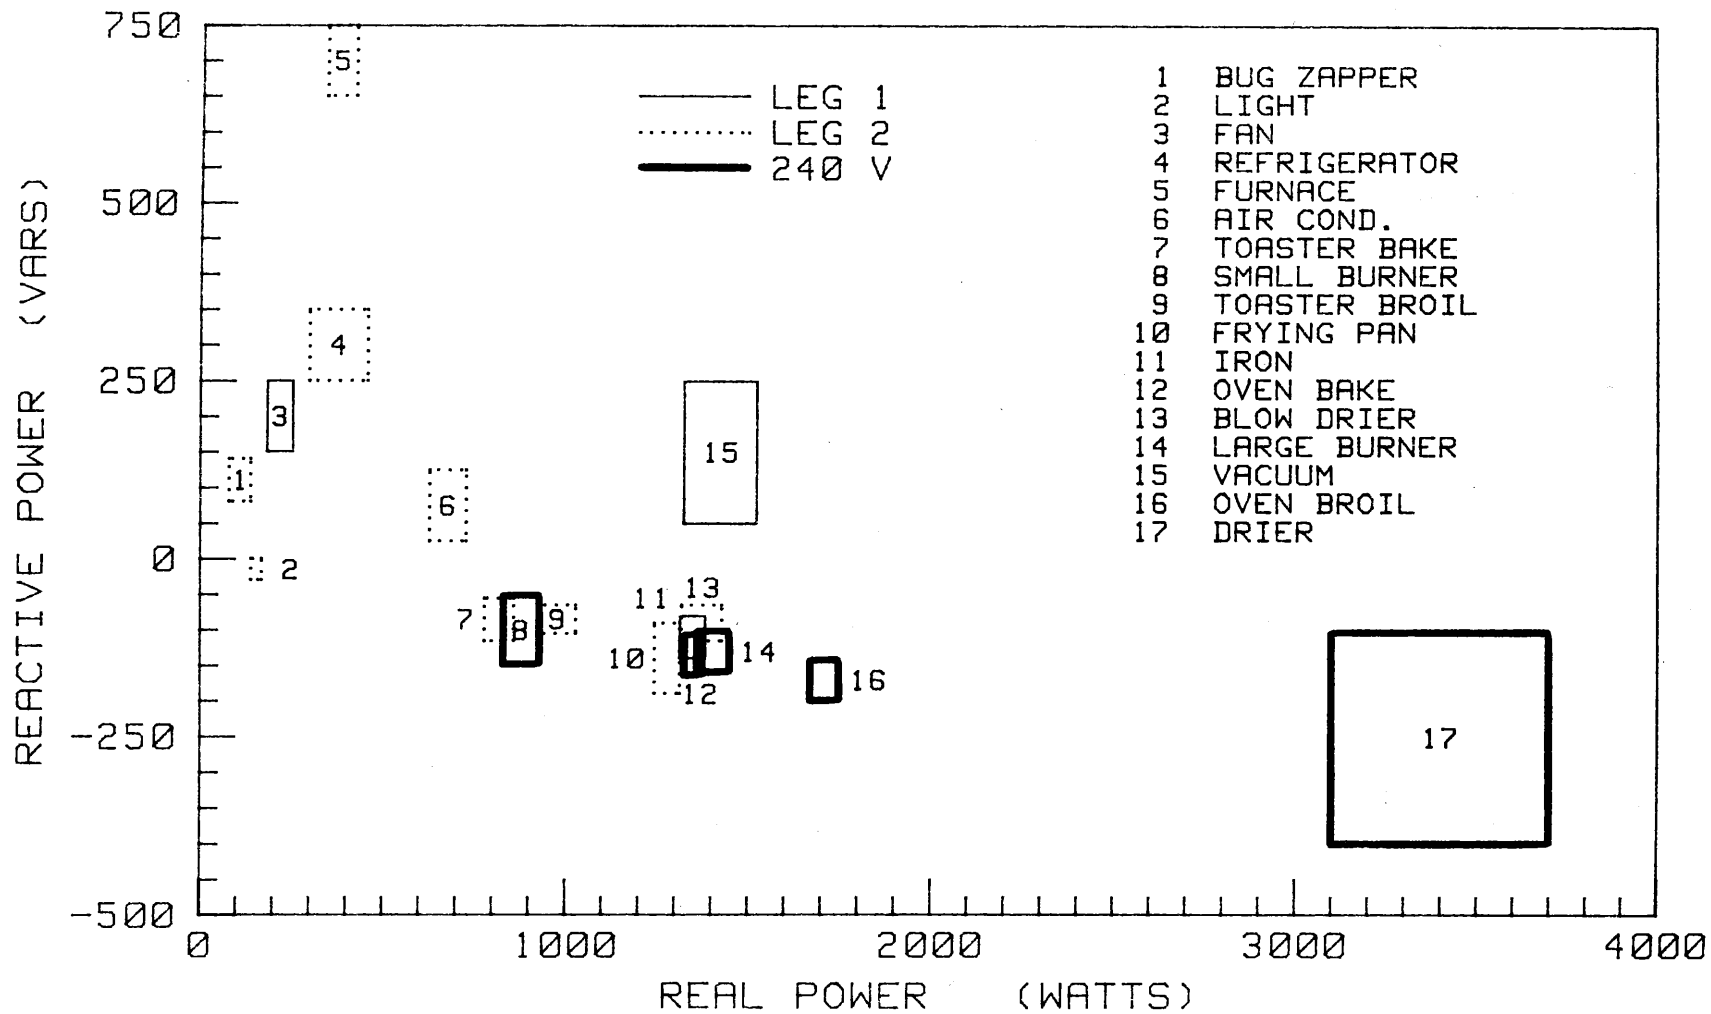 750
500
250
0
-250
-500
REACTIVE POWER (VARS)
0
1000
2000
3000
4000
REAL POWER (WATTS)
LEG 1
LEG 2
240 V
1 BUG ZAPPER
2 LIGHT
3 FAN
4 REFRIGERATOR
5 FURNACE
6 AIR COND.
7 TOASTER BAKE
8 SMALL BURNER
9 TOASTER BROIL
10 FRYING PAN
11 IRON
12 OVEN BAKE
13 BLOW DRIER
14 LARGE BURNER
15 VACUUM
16 OVEN BROIL
17 DRIER
5
4
3
15
1
6
2
13
11
7
8
9
10
14
12
16
17